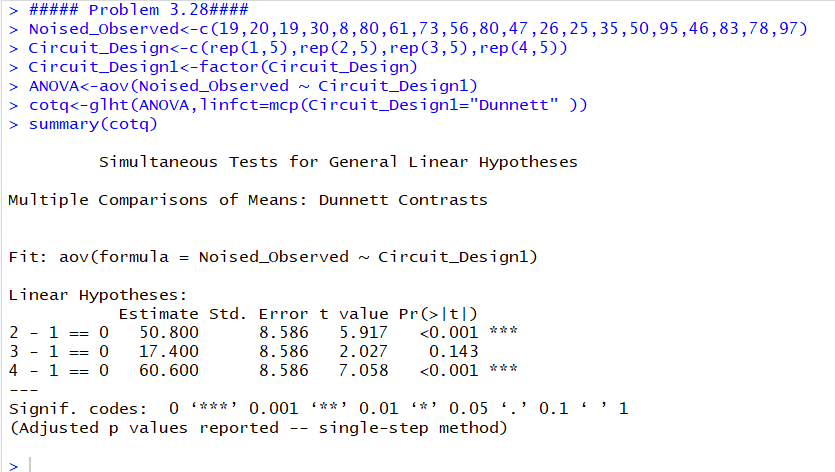 > ##### Problem 3.28####
> Noised_Observed<-c(19,20,19,30,8,80,61,73,56,80,47,26,25,35,50,95,46,83,78,97)
> Circuit_Design<-c(rep(1,5),rep(2,5),rep(3,5),rep(4,5))
> Circuit_Design1<-factor(Circuit_Design)
> ANOVA<-aov(Noised_Observed ~ Circuit_Design1)
> cotq<-glht(ANOVA,linfct=mcp(Circuit_Design1="Dunnett" ))
> summary(cotq)
Simultaneous Tests for General Linear Hypotheses
Multiple Comparisons of Means: Dunnett Contrasts
Fit: aov(formula = Noised_Observed ~ Circuit_Design1)
Linear Hypotheses:
Estimate Std. Error t value Pr(>|t|)
2 - 1 == 0 50.800 8.586 5.917 <0.001 ***
3 - 1 == 0 17.400 8.586 2.027 0.143
4 - 1 == 0 60.600 8.586 7.058 <0.001 ***
---
Signif. codes: 0 ‘***’ 0.001 ‘**’ 0.01 ‘*’ 0.05 ‘.’ 0.1 ‘ ’ 1
(Adjusted p values reported -- single-step method)
>